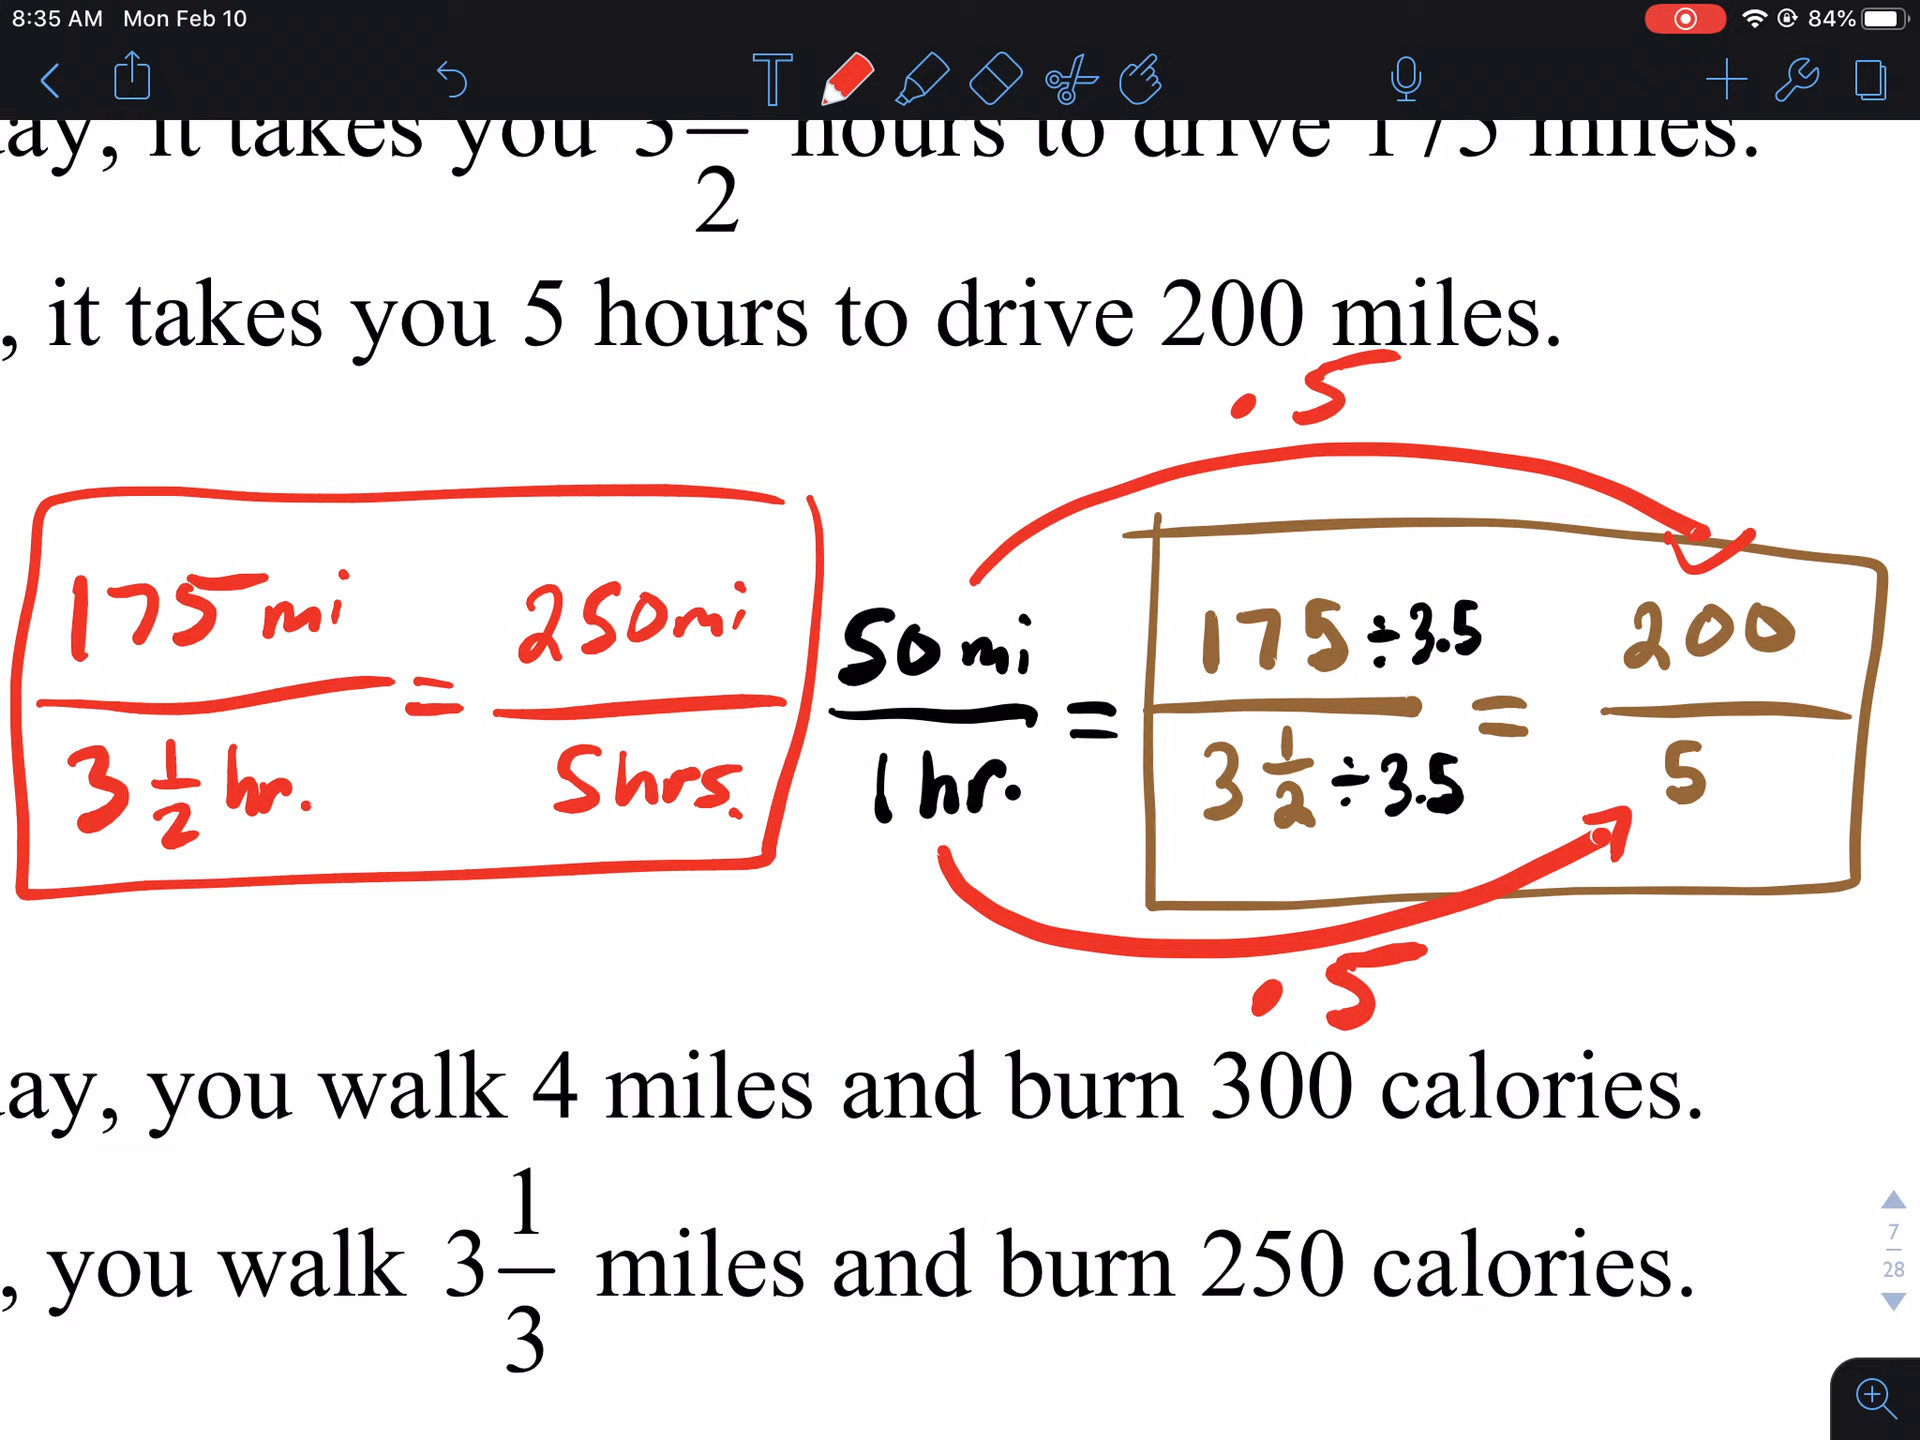 8:35 AM Mon Feb 10 84%
T
ay, it takes you 3 /2 hours to drive 175 miles.
, it takes you 5 hours to drive 200 miles.
. 5
175 mi / 3 1/2 hr. = 250 mi / 5 hrs.
50 mi / 1 hr. = 175 ÷3.5 / 3 1/2 ÷3.5 = 200 / 5
. 5
ay, you walk 4 miles and burn 300 calories.
, you walk 3 1/3 miles and burn 250 calories.
7
28